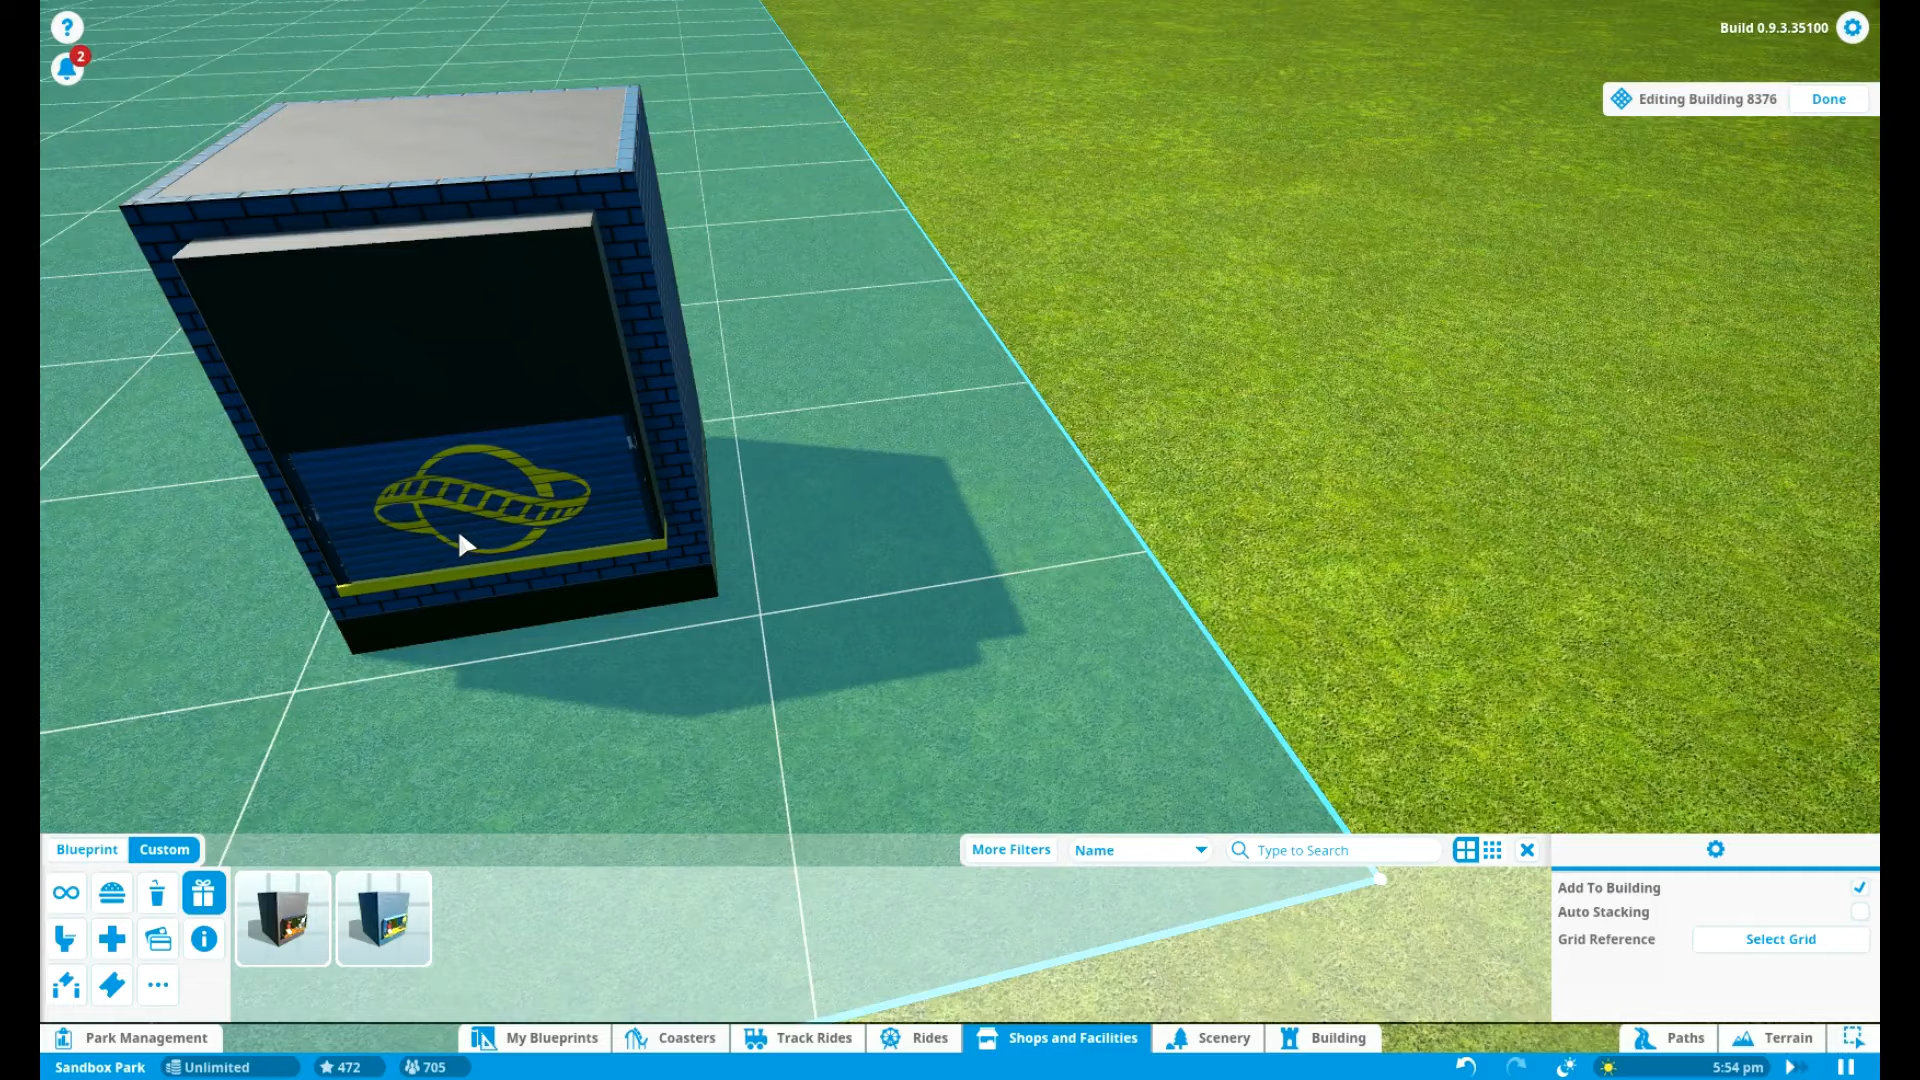 ?
2
Build 0.9.3.35100
Editing Building 8376 Done
Blueprint Custom
More Filters Name Type to Search
Add To Building
Auto Stacking
Grid Reference Select Grid
Park Management My Blueprints Coasters Track Rides Rides Shops and Facilities Scenery Building Paths Terrain
Sandbox Park Unlimited 472 705 5:54 pm